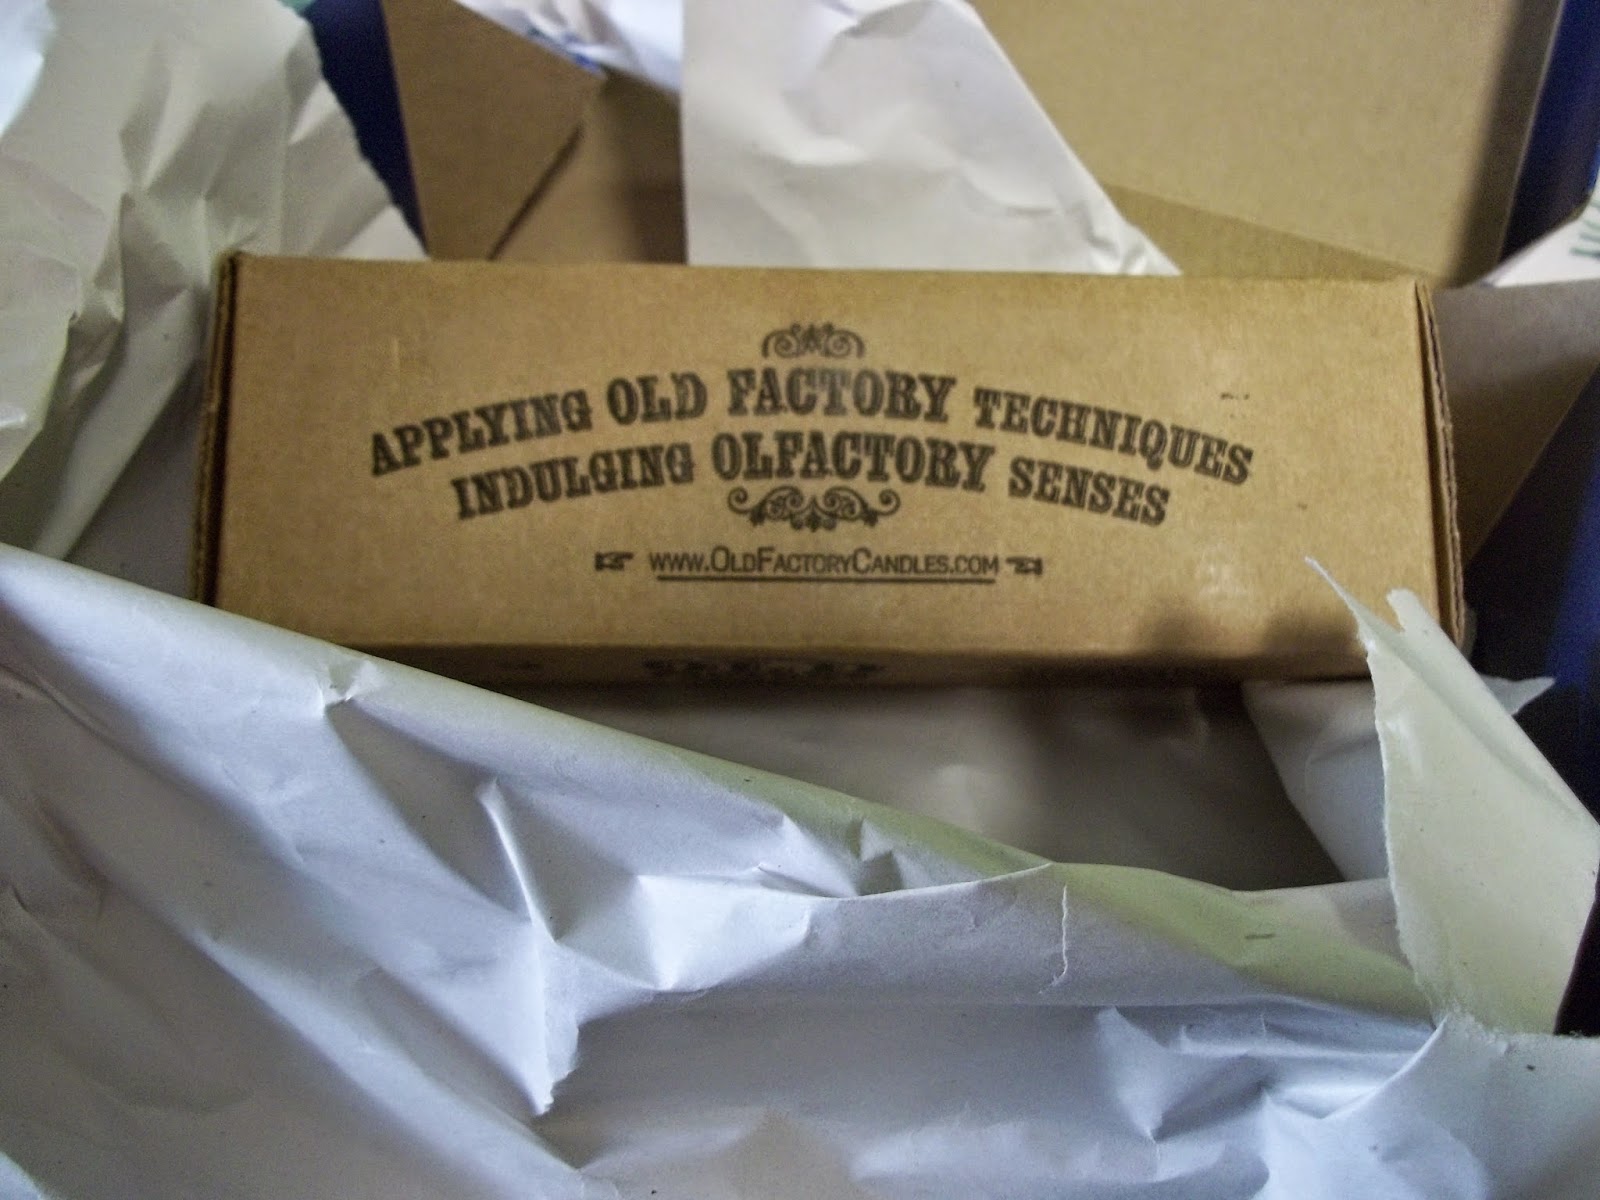 APPLYING OLD FACTORY TECHNIQUES
INDULGING OLFACTORY SENSES
WWW.OLDFACTORYCANDLES.COM